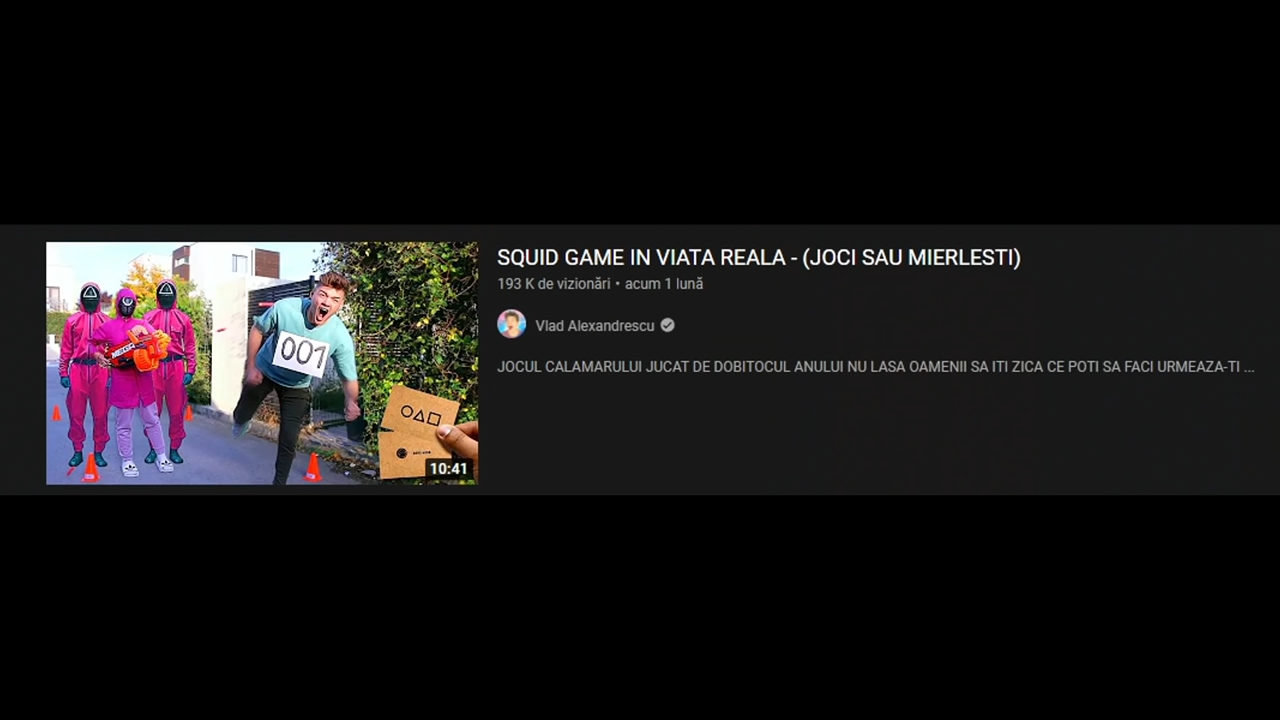 SQUID GAME IN VIATA REALA - (JOCI SAU MIERLESTI)
193 K de vizionări • acum 1 lună
Vlad Alexandrescu
JOCUL CALAMARULUI JUCAT DE DOBITOCUL ANULUI NU LASA OAMENII SA ITI ZICA CE POTI SA FACI URMEAZA-TI ...
001
10:41